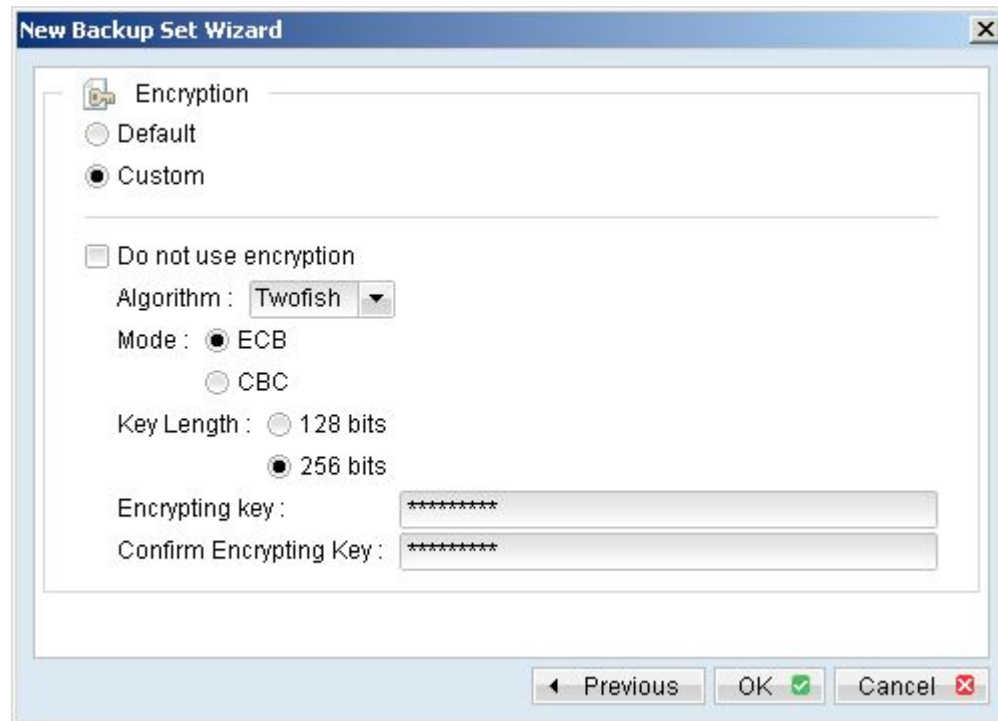 New Backup Set Wizard
Encryption
Default
Custom
Do not use encryption
Algorithm : Twofish
Mode : ECB
CBC
Key Length : 128 bits
256 bits
Encrypting key : *********
Confirm Encrypting Key : *********
Previous OK Cancel